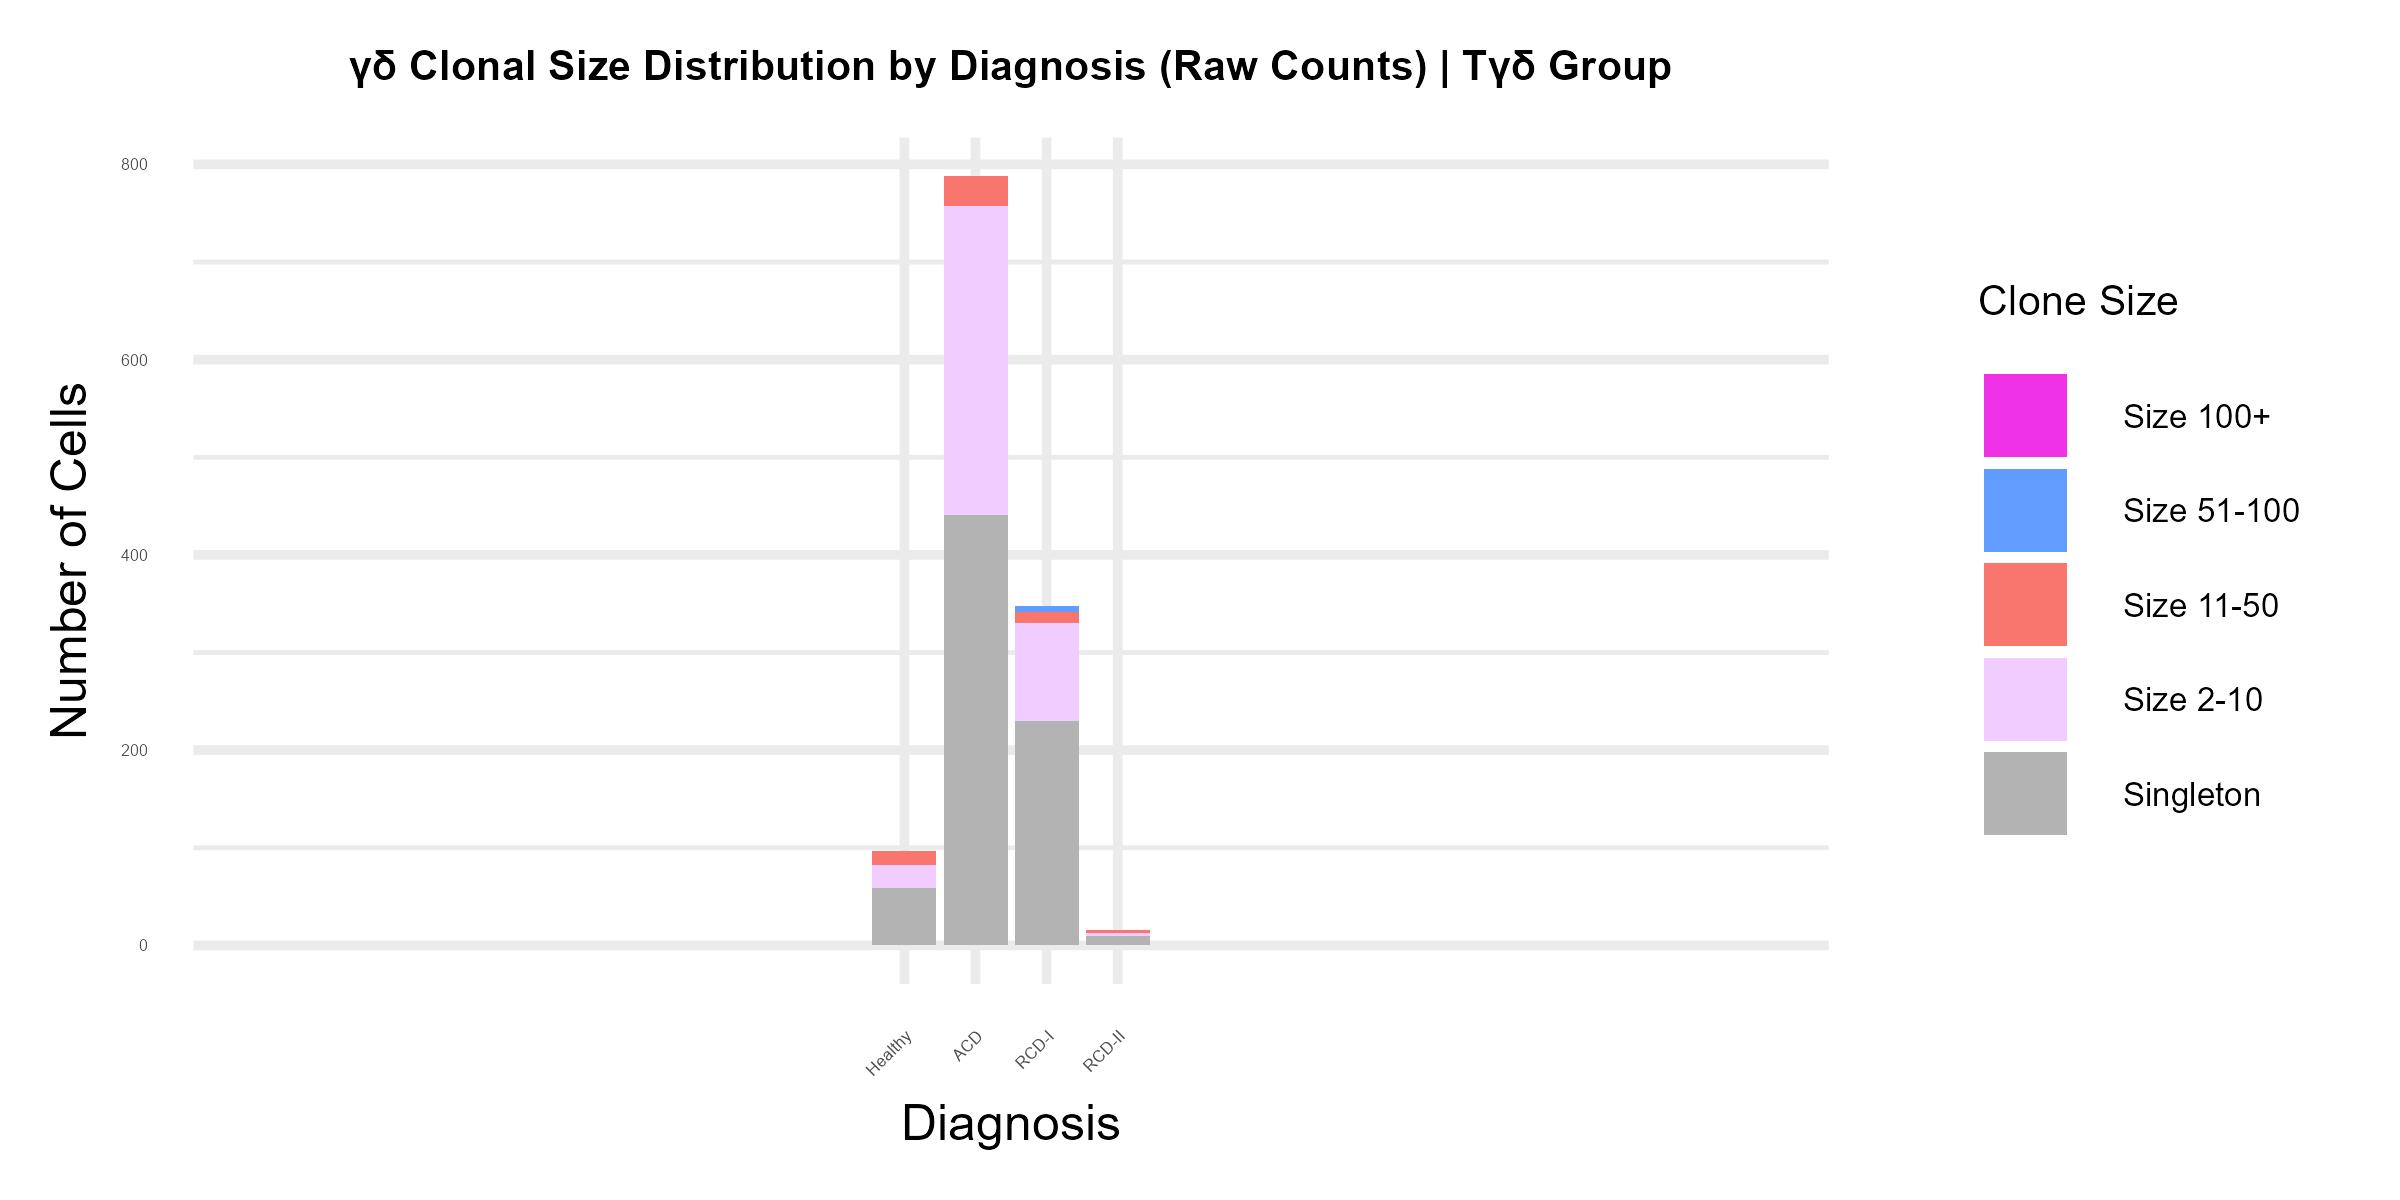 γδ Clonal Size Distribution by Diagnosis (Raw Counts) | Tγδ Group
Number of Cells
800
600
400
200
0
Healthy
ACD
RCD-I
RCD-II
Diagnosis
Clone Size
Size 100+
Size 51-100
Size 11-50
Size 2-10
Singleton